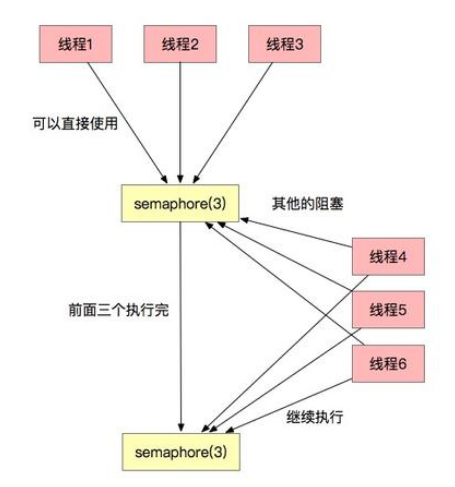 线程1
线程2
线程3
可以直接使用
semaphore(3)
其他的阻塞
线程4
前面三个执行完
线程5
线程6
继续执行
semaphore(3)